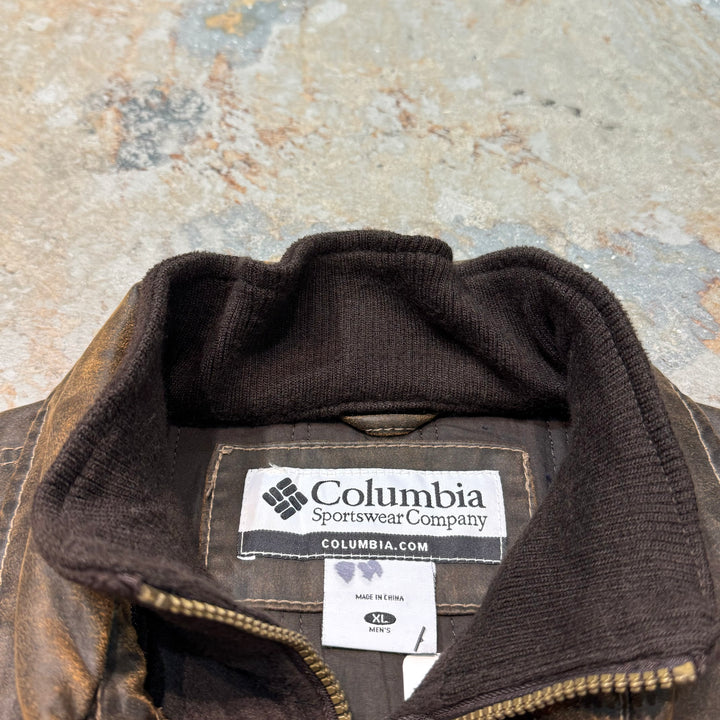 Columbia
Sportswear Company
COLUMBIA.COM
MADE IN CHINA
XL
MEN'S